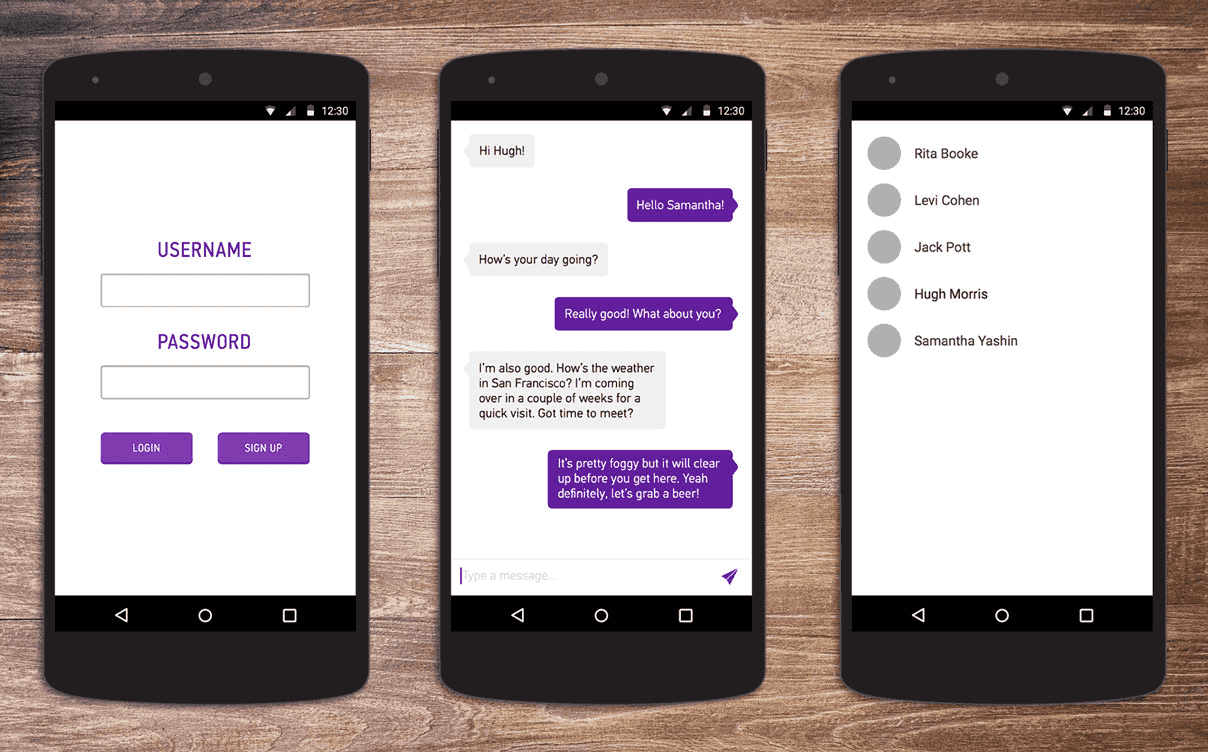 12:30
USERNAME
PASSWORD
LOGIN
SIGN UP
12:30
Hi Hugh!
Hello Samantha!
How's your day going?
Really good! What about you?
I'm also good. How's the weather
in San Francisco? I'm coming
over in a couple of weeks for a
quick visit. Got time to meet?
It's pretty foggy but it will clear
up before you get here. Yeah
definitely, let's grab a beer!
Type a message...
12:30
Rita Booke
Levi Cohen
Jack Pott
Hugh Morris
Samantha Yashin